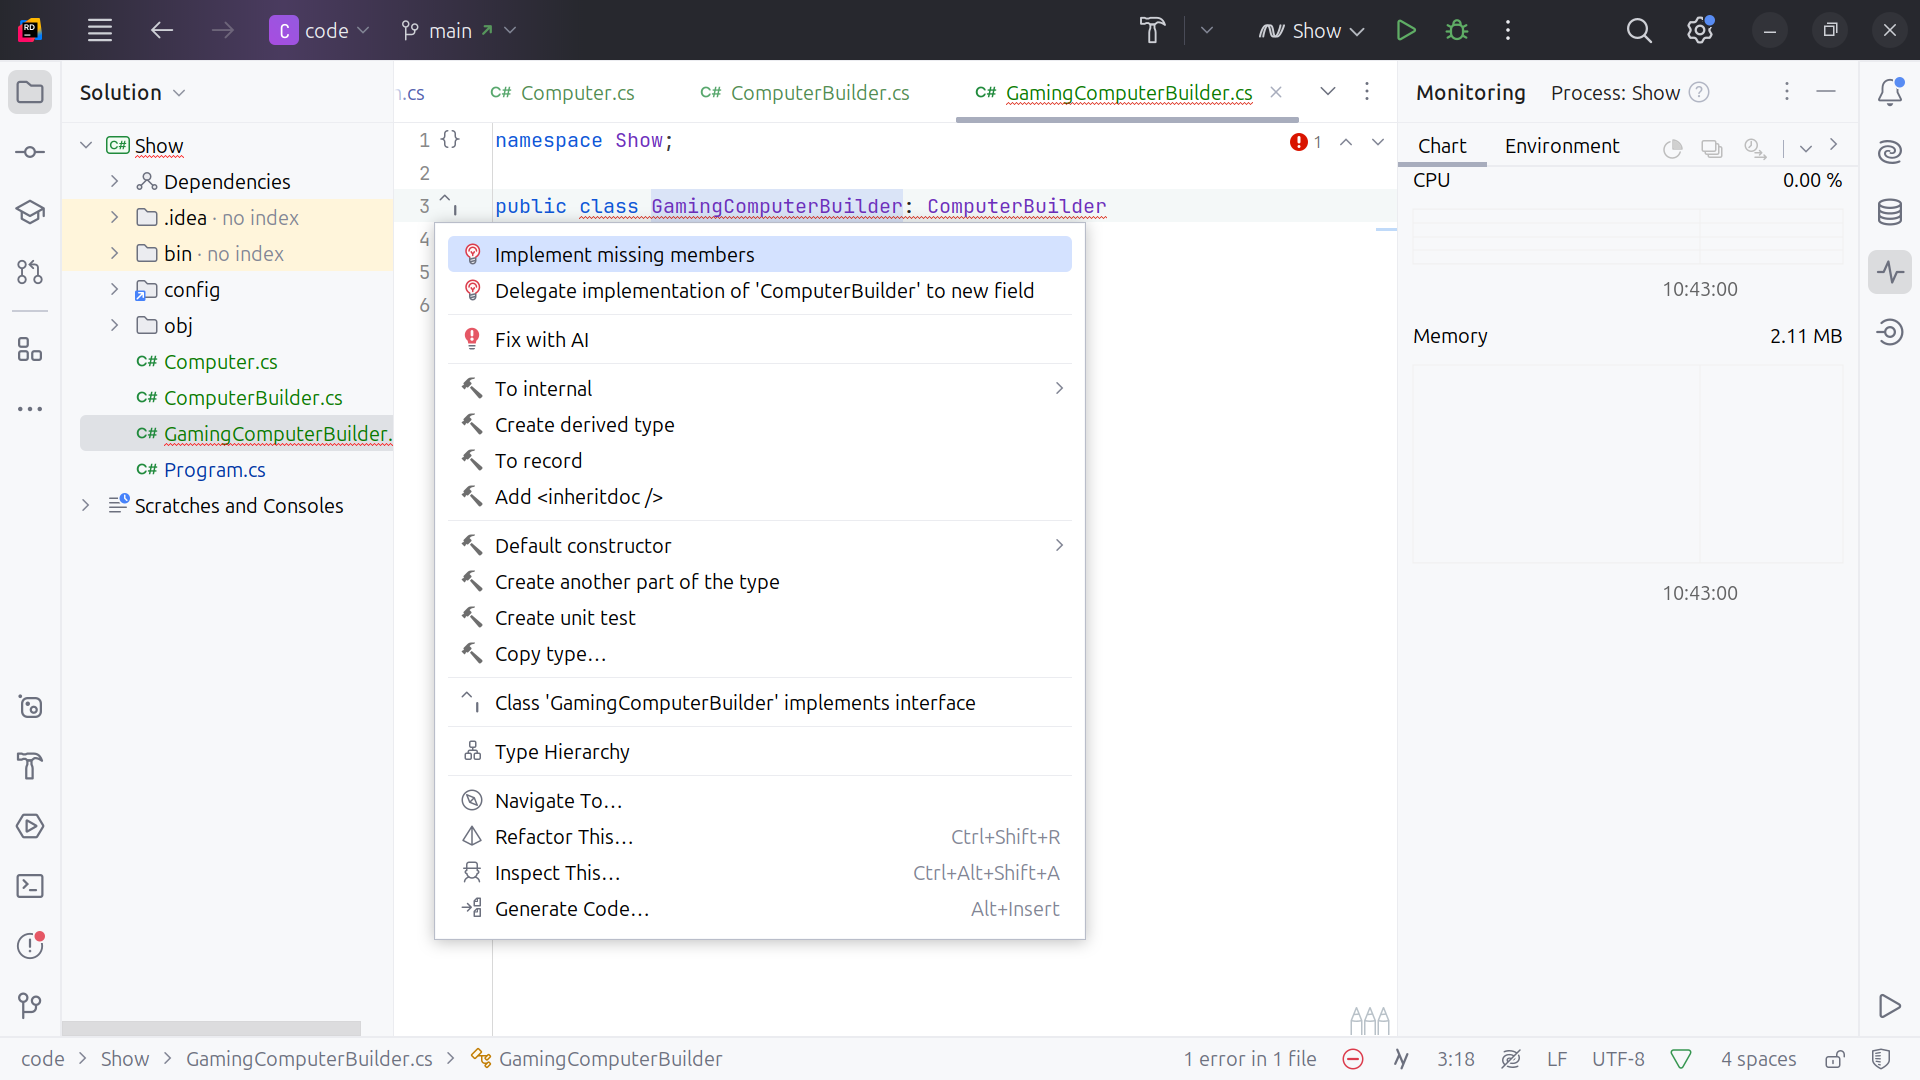 RD
C code main Show
Solution
n.cs C# Computer.cs C# ComputerBuilder.cs C# GamingComputerBuilder.cs
Monitoring Process: Show ?
C# Show
Dependencies
.idea · no index
bin · no index
config
obj
C# Computer.cs
C# ComputerBuilder.cs
C# GamingComputerBuilder.
C# Program.cs
Scratches and Consoles
1 {} namespace Show; 1
2
3 public class GamingComputerBuilder: ComputerBuilder
4
5
6
Implement missing members
Delegate implementation of 'ComputerBuilder' to new field
Fix with AI
To internal
Create derived type
To record
Add <inheritdoc />
Default constructor
Create another part of the type
Create unit test
Copy type…
Class 'GamingComputerBuilder' implements interface
Type Hierarchy
Navigate To…
Refactor This… Ctrl+Shift+R
Inspect This… Ctrl+Alt+Shift+A
Generate Code… Alt+Insert
Chart Environment
CPU 0.00 %
10:43:00
Memory 2.11 MB
10:43:00
code > Show > GamingComputerBuilder.cs > GamingComputerBuilder
1 error in 1 file 3:18 LF UTF-8 4 spaces